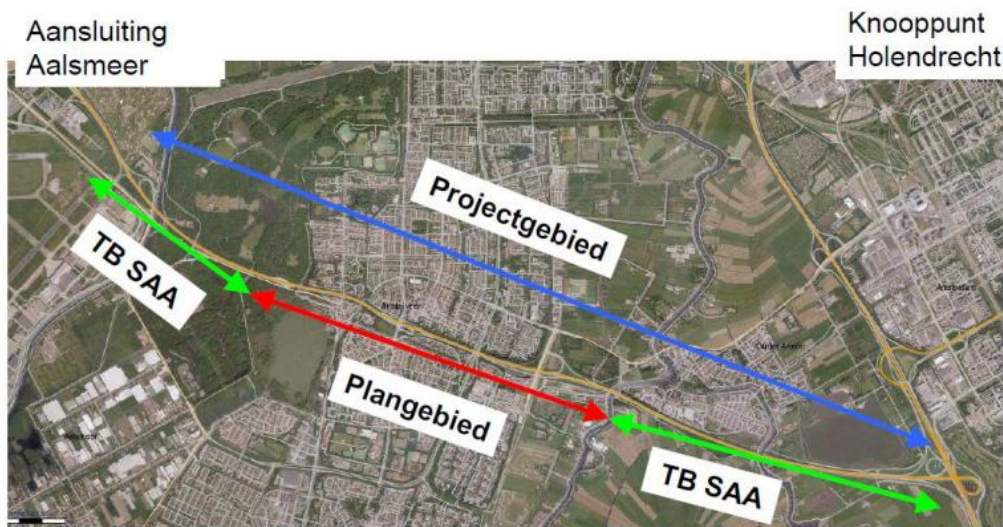 Aansluiting
Aalsmeer
Knooppunt
Holendrecht
Projectgebied
TB SAA
Plangebied
TB SAA